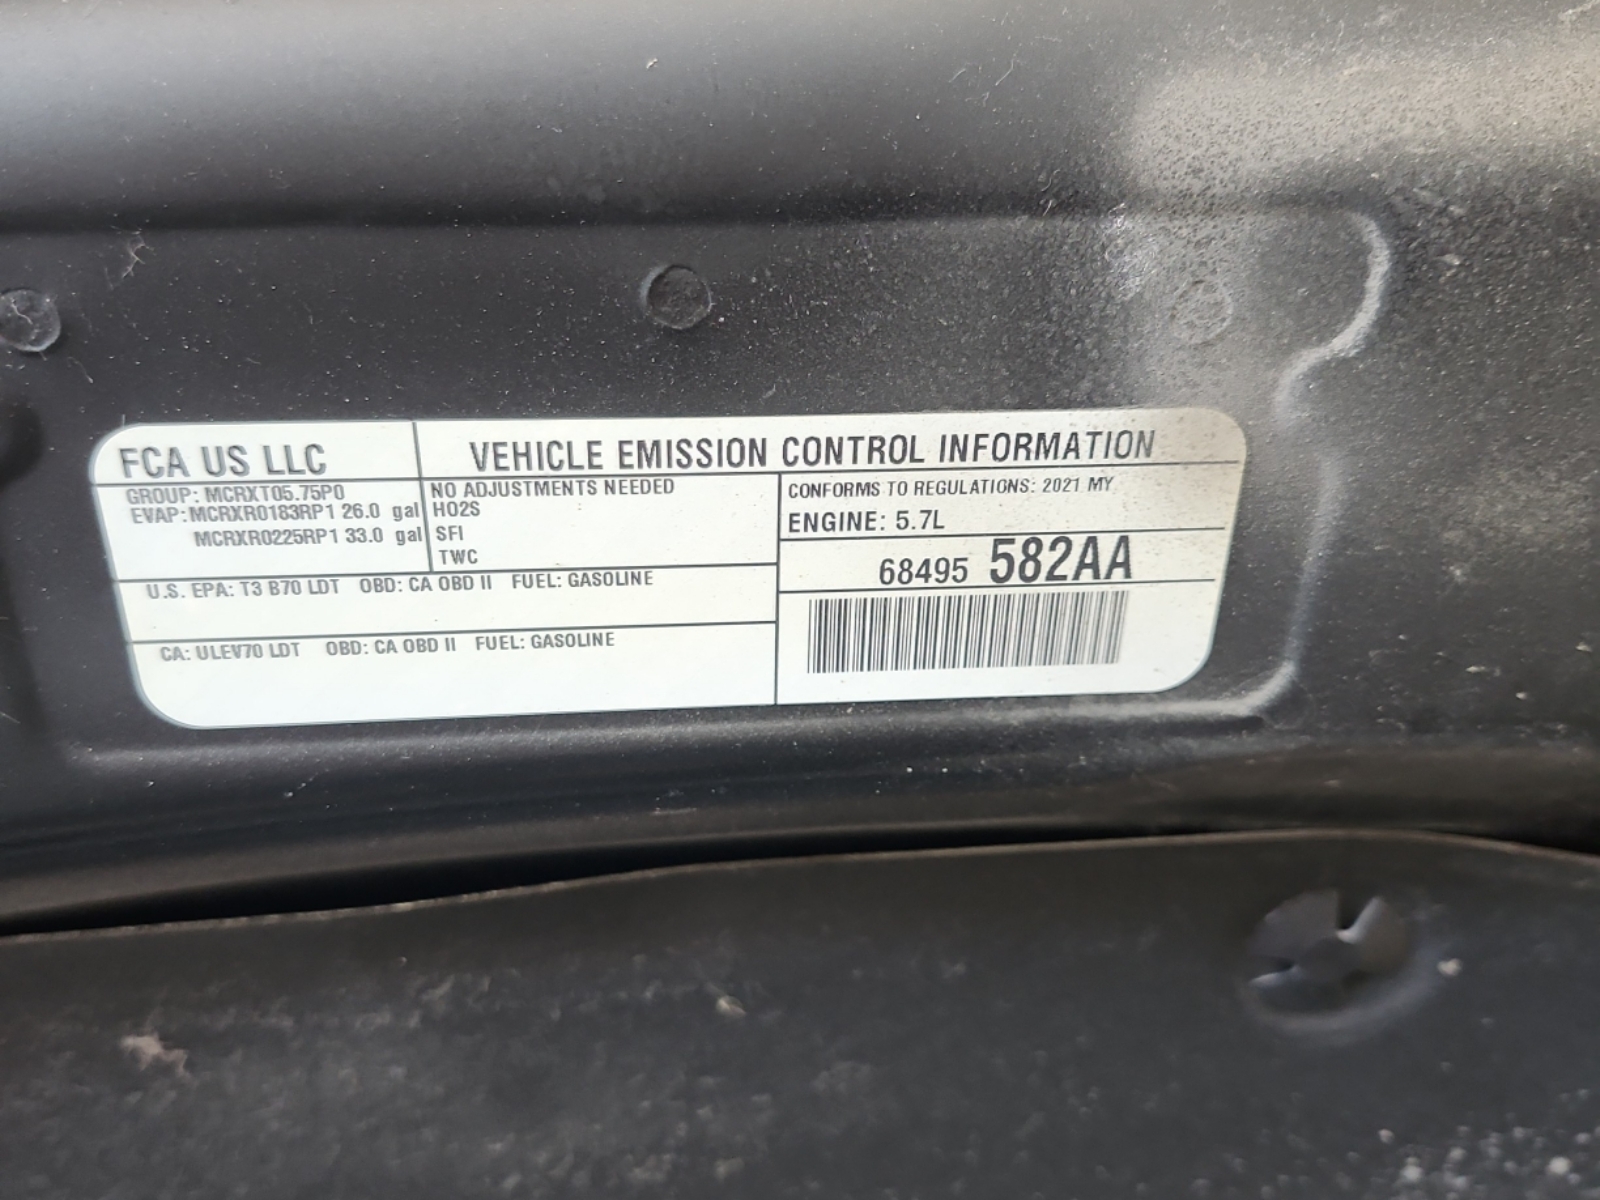 FCA US LLC
VEHICLE EMISSION CONTROL INFORMATION
GROUP: MCRXT05.75P0
EVAP: MCRXR0183RP1 26.0 gal
MCRXR0225RP1 33.0 gal
NO ADJUSTMENTS NEEDED
HO2S
SFI
TWC
CONFORMS TO REGULATIONS: 2021 MY
ENGINE: 5.7L
68495 582AA
U.S. EPA: T3 B70 LDT OBD: CA OBD II FUEL: GASOLINE
CA: ULEV70 LDT OBD: CA OBD II FUEL: GASOLINE